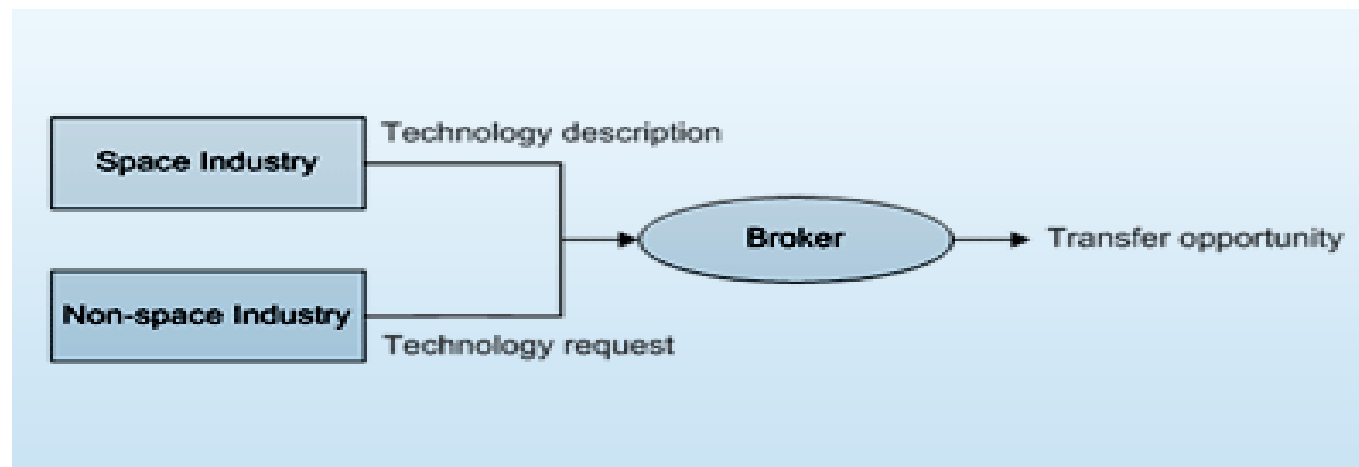 Technology description
Space Industry
Broker
Transfer opportunity
Non-space Industry
Technology request